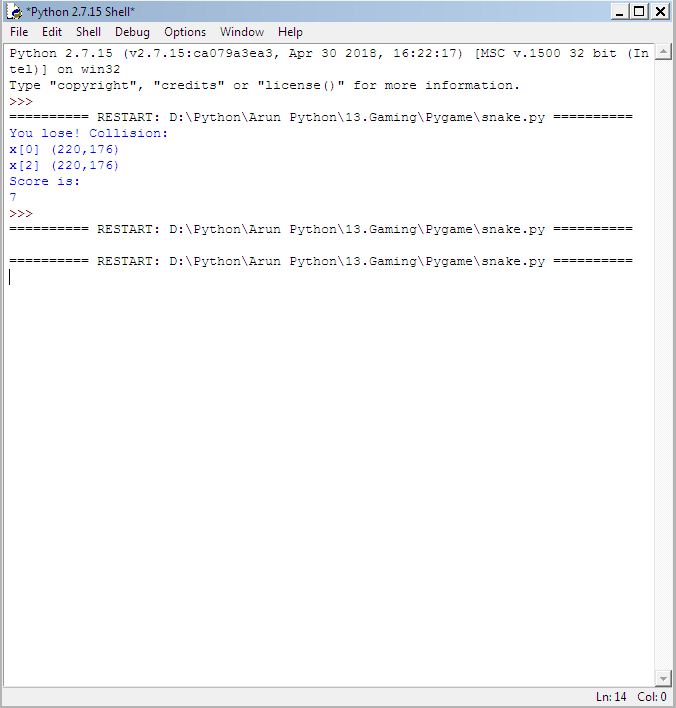 *Python 2.7.15 Shell*
File Edit Shell Debug Options Window Help
Python 2.7.15 (v2.7.15:ca079a3ea3, Apr 30 2018, 16:22:17) [MSC v.1500 32 bit (In
tel)] on win32
Type "copyright", "credits" or "license()" for more information.
>>>
========== RESTART: D:\Python\Arun Python\13.Gaming\Pygame\snake.py ==========
You lose! Collision:
x[0] (220,176)
x[2] (220,176)
Score is:
7
>>>
========== RESTART: D:\Python\Arun Python\13.Gaming\Pygame\snake.py ==========
========== RESTART: D:\Python\Arun Python\13.Gaming\Pygame\snake.py ==========
Ln: 14 Col: 0